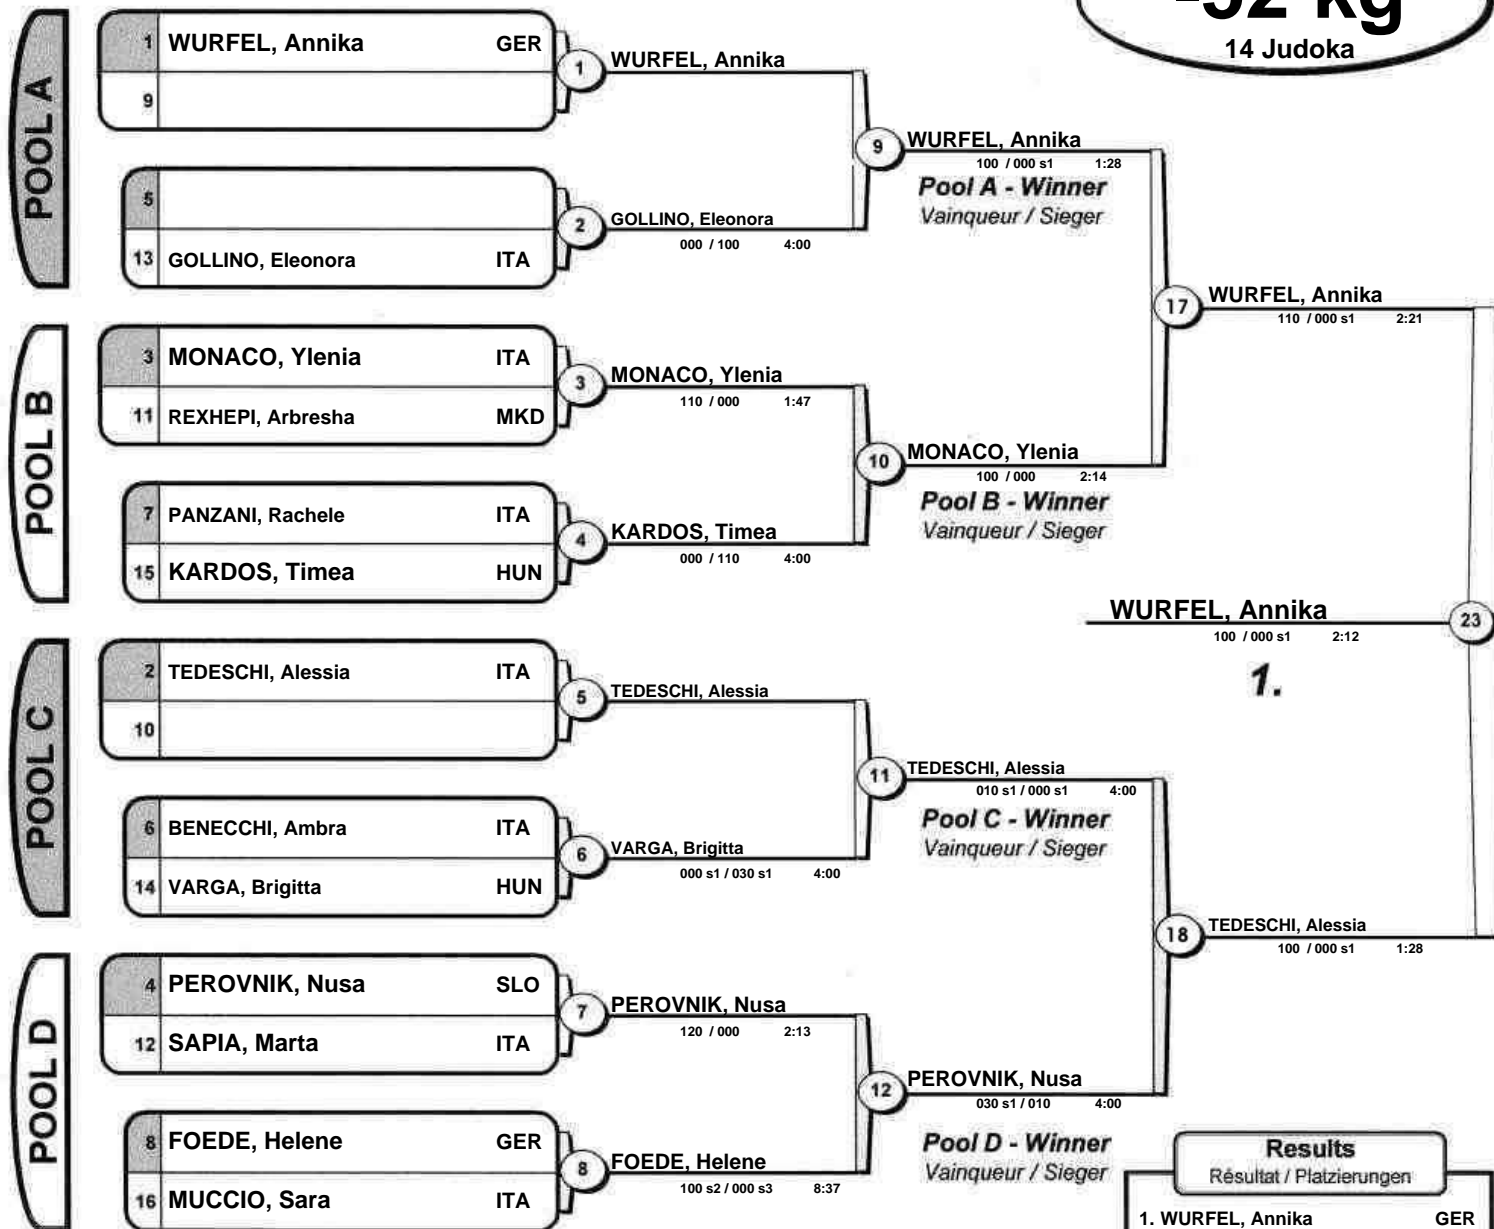 -52 kg
14 Judoka
POOL A
1 WURFEL, Annika GER
9
1 WURFEL, Annika
5
13 GOLLINO, Eleonora ITA
2 GOLLINO, Eleonora
000 / 100 4:00
9 WURFEL, Annika
100 / 000 s1 1:28
Pool A - Winner
Vainqueur / Sieger
POOL B
3 MONACO, Ylenia ITA
11 REXHEPI, Arbresha MKD
3 MONACO, Ylenia
110 / 000 1:47
7 PANZANI, Rachele ITA
15 KARDOS, Timea HUN
4 KARDOS, Timea
000 / 110 4:00
10 MONACO, Ylenia
100 / 000 2:14
Pool B - Winner
Vainqueur / Sieger
17 WURFEL, Annika
110 / 000 s1 2:21
POOL C
2 TEDESCHI, Alessia ITA
10
5 TEDESCHI, Alessia
6 BENECCHI, Ambra ITA
14 VARGA, Brigitta HUN
6 VARGA, Brigitta
000 s1 / 030 s1 4:00
11 TEDESCHI, Alessia
010 s1 / 000 s1 4:00
Pool C - Winner
Vainqueur / Sieger
POOL D
4 PEROVNIK, Nusa SLO
12 SAPIA, Marta ITA
7 PEROVNIK, Nusa
120 / 000 2:13
8 FOEDE, Helene GER
16 MUCCIO, Sara ITA
8 FOEDE, Helene
100 s2 / 000 s3 8:37
12 PEROVNIK, Nusa
030 s1 / 010 4:00
Pool D - Winner
Vainqueur / Sieger
18 TEDESCHI, Alessia
100 / 000 s1 1:28
WURFEL, Annika 23
100 / 000 s1 2:12
1.
Results
Résultat / Platzierungen
1. WURFEL, Annika GER